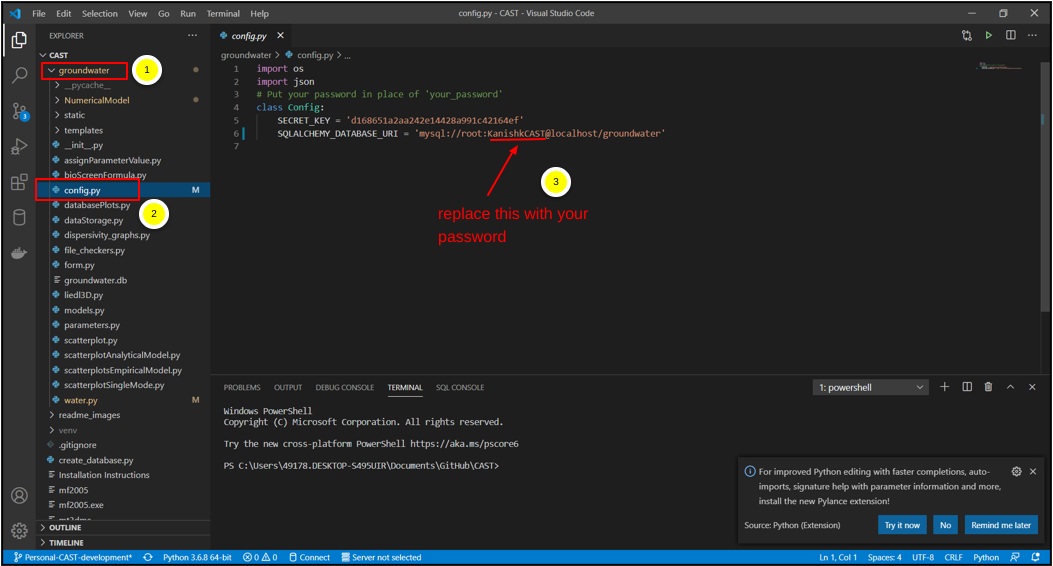 File Edit Selection View Go Run Terminal Help
config.py - CAST - Visual Studio Code
EXPLORER
CAST
groundwater
1
__pycache__
NumericalModel
static
templates
__init__.py
assignParameterValue.py
bioScreenFormula.py
config.py M
2
databasePlots.py
dataStorage.py
dispersivity_graphs.py
file_checkers.py
form.py
groundwater.db
liedl3D.py
models.py
parameters.py
scatterplot.py
scatterplotAnalyticalModel.py
scatterplotsEmpiricalModel.py
scatterplotSingleMode.py
water.py M
readme_images
venv
.gitignore
create_database.py
Installation Instructions
mf2005
mf2005.exe
mt3dms
OUTLINE
TIMELINE
3
config.py
groundwater > config.py > ...
1 import os
2 import json
3 # Put your password in place of 'your_password'
4 class Config:
5 SECRET_KEY = 'd168651a2aa242e14428a991c42164ef'
6 SQLALCHEMY_DATABASE_URI = 'mysql://root:KanishkCAST@localhost/groundwater'
7
3
replace this with your
password
PROBLEMS OUTPUT DEBUG CONSOLE TERMINAL SQL CONSOLE
1: powershell
Windows PowerShell
Copyright (C) Microsoft Corporation. All rights reserved.
Try the new cross-platform PowerShell https://aka.ms/pscore6
PS C:\Users\49178.DESKTOP-S495UIR\Documents\GitHub\CAST>
For improved Python editing with faster completions, auto-
imports, signature help with parameter information and more,
install the new Pylance extension!
Source: Python (Extension)
Try it now No Remind me later
Personal-CAST-development* Python 3.6.8 64-bit 0 0 Connect Server not selected
Ln 1, Col 1 Spaces: 4 UTF-8 CRLF Python